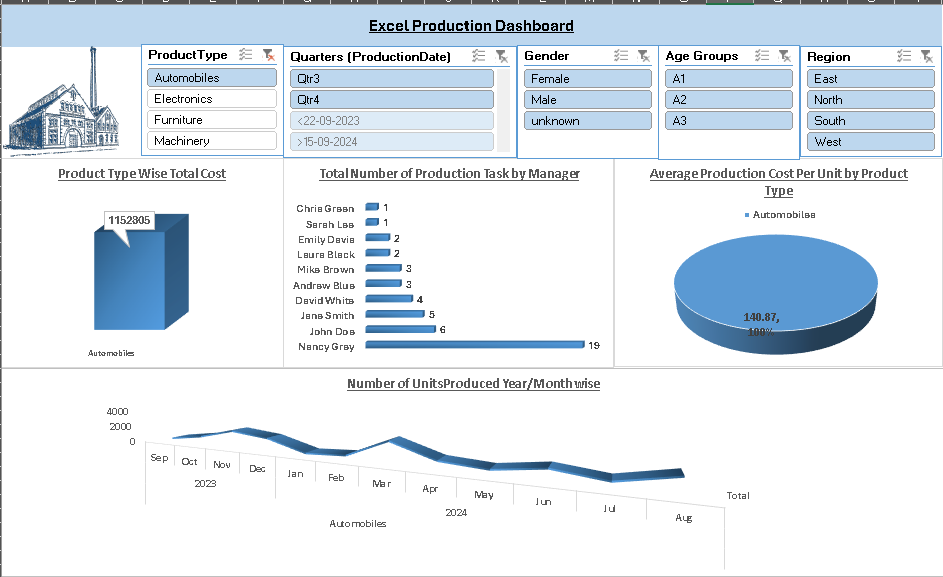 Excel Production Dashboard
ProductType
Automobiles
Electronics
Furniture
Machinery
Quarters (ProductionDate)
Qtr3
Qtr4
<22-09-2023
>15-09-2024
Gender
Female
Male
unknown
Age Groups
A1
A2
A3
Region
East
North
South
West
Product Type Wise Total Cost
1152305
Automobiles
Total Number of Production Task by Manager
Chris Green 1
Sarah Lee 1
Emily Davis 2
Laura Black 2
Mike Brown 3
Andrew Blue 3
David White 4
Jane Smith 5
John Doe 6
Nancy Grey 19
Average Production Cost Per Unit by Product
Type
Automobiles
140.87,
100%
Number of UnitsProduced Year/Month wise
4000
2000
0
Sep Oct Nov Dec Jan Feb Mar Apr May Jun Jul Aug
2023 2024
Automobiles
Total